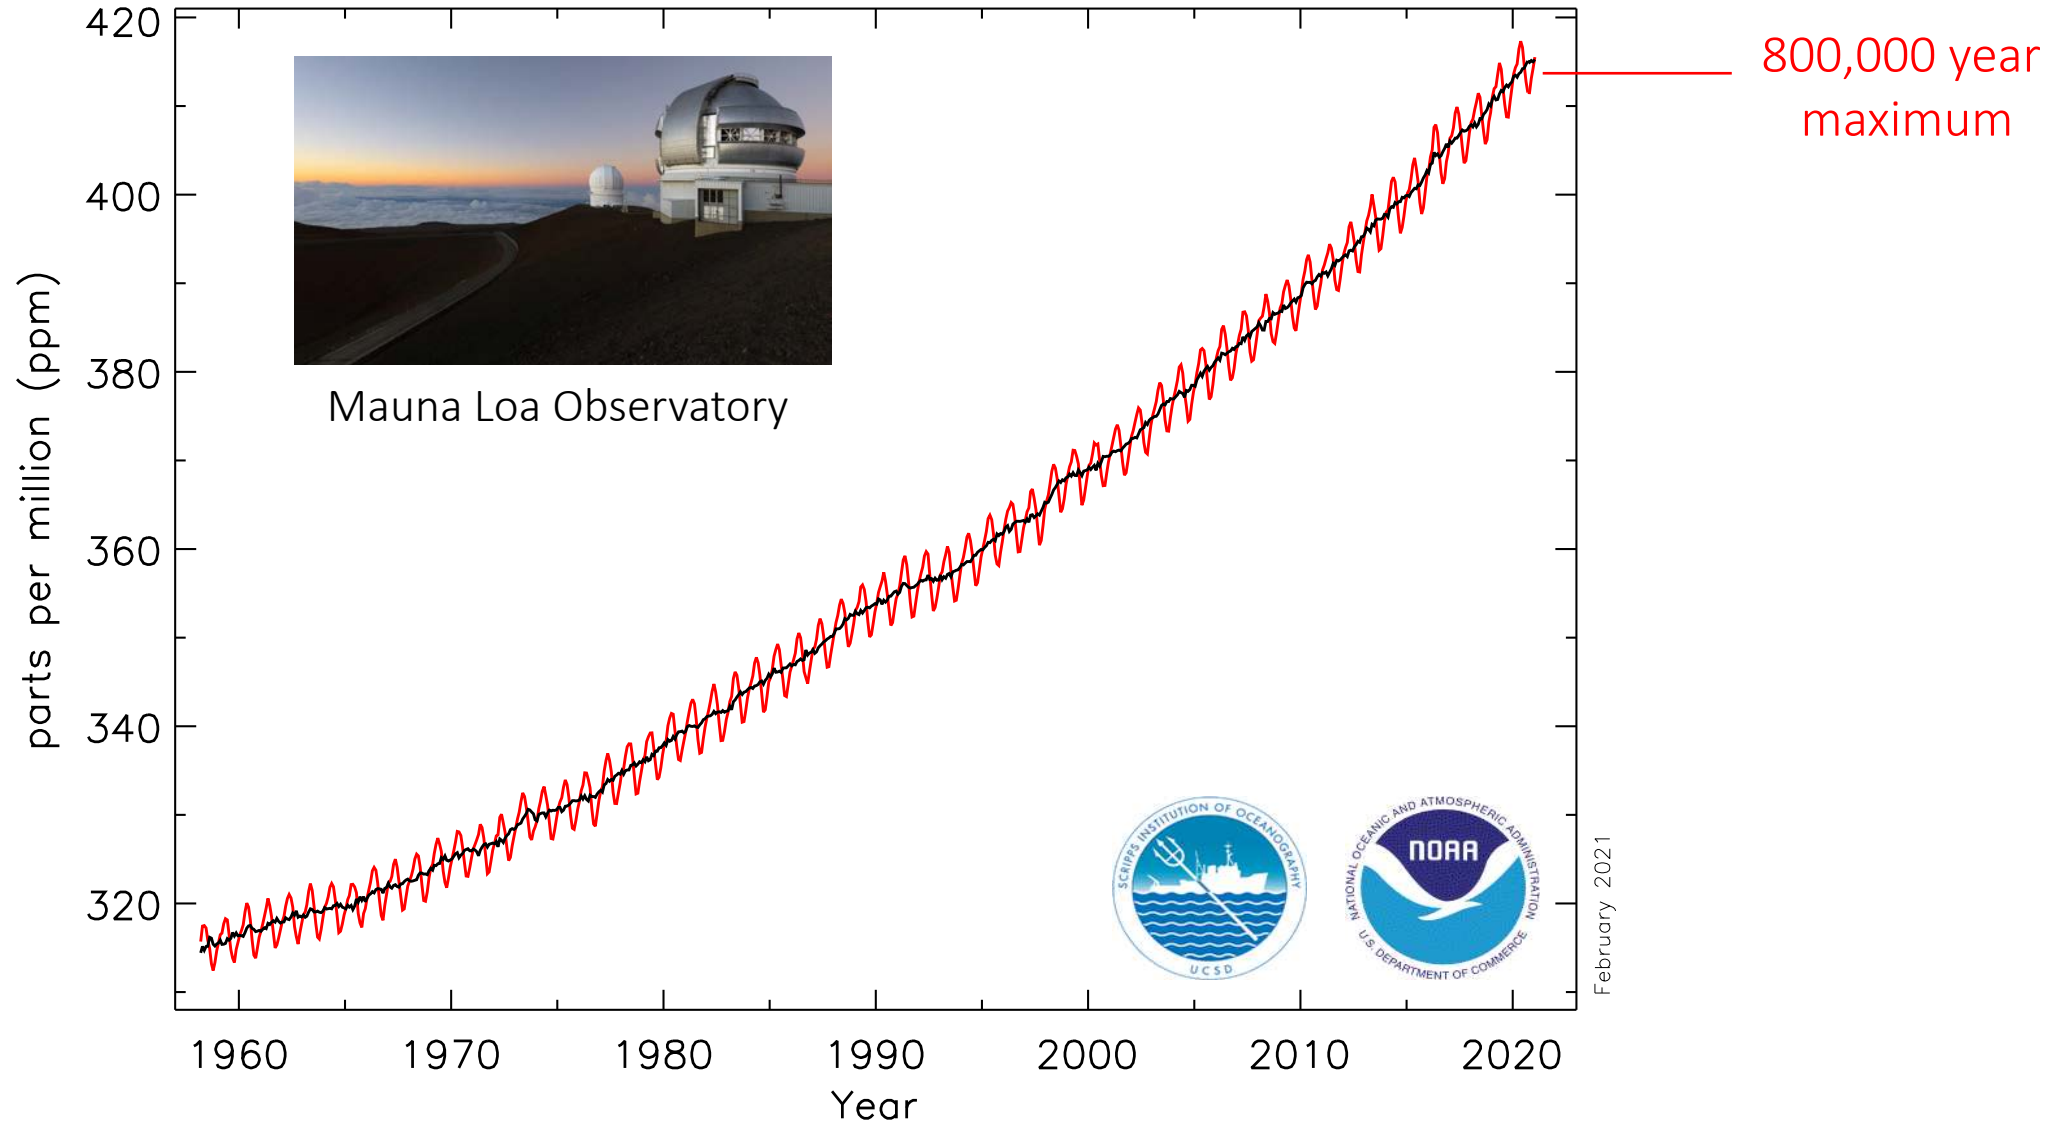 420
400
380
360
340
320
parts per million (ppm)
Mauna Loa Observatory
800,000 year
maximum
SCRIPPS INSTITUTION OF OCEANOGRAPHY
UCSD
NATIONAL OCEANIC AND ATMOSPHERIC ADMINISTRATION
NOAA
U.S. DEPARTMENT OF COMMERCE
February 2021
1960 1970 1980 1990 2000 2010 2020
Year